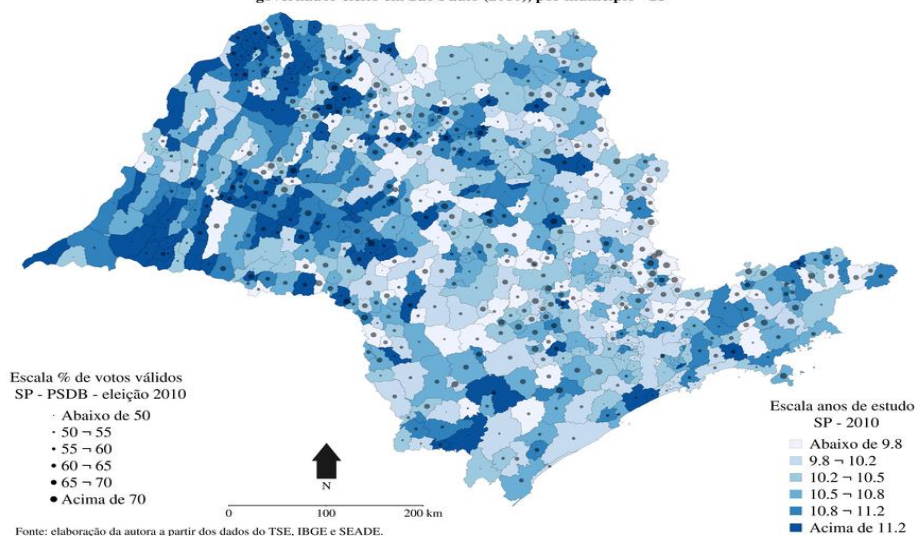 Escala % de votos válidos
SP - PSDB - eleição 2010
Abaixo de 50
50 ¬ 55
55 ¬ 60
60 ¬ 65
65 ¬ 70
Acima de 70
N
0 100 200 km
Escala anos de estudo
SP - 2010
Abaixo de 9.8
9.8 ¬ 10.2
10.2 ¬ 10.5
10.5 ¬ 10.8
10.8 ¬ 11.2
Acima de 11.2
Fonte: elaboração da autora a partir dos dados do TSE, IBGE e SEADE.